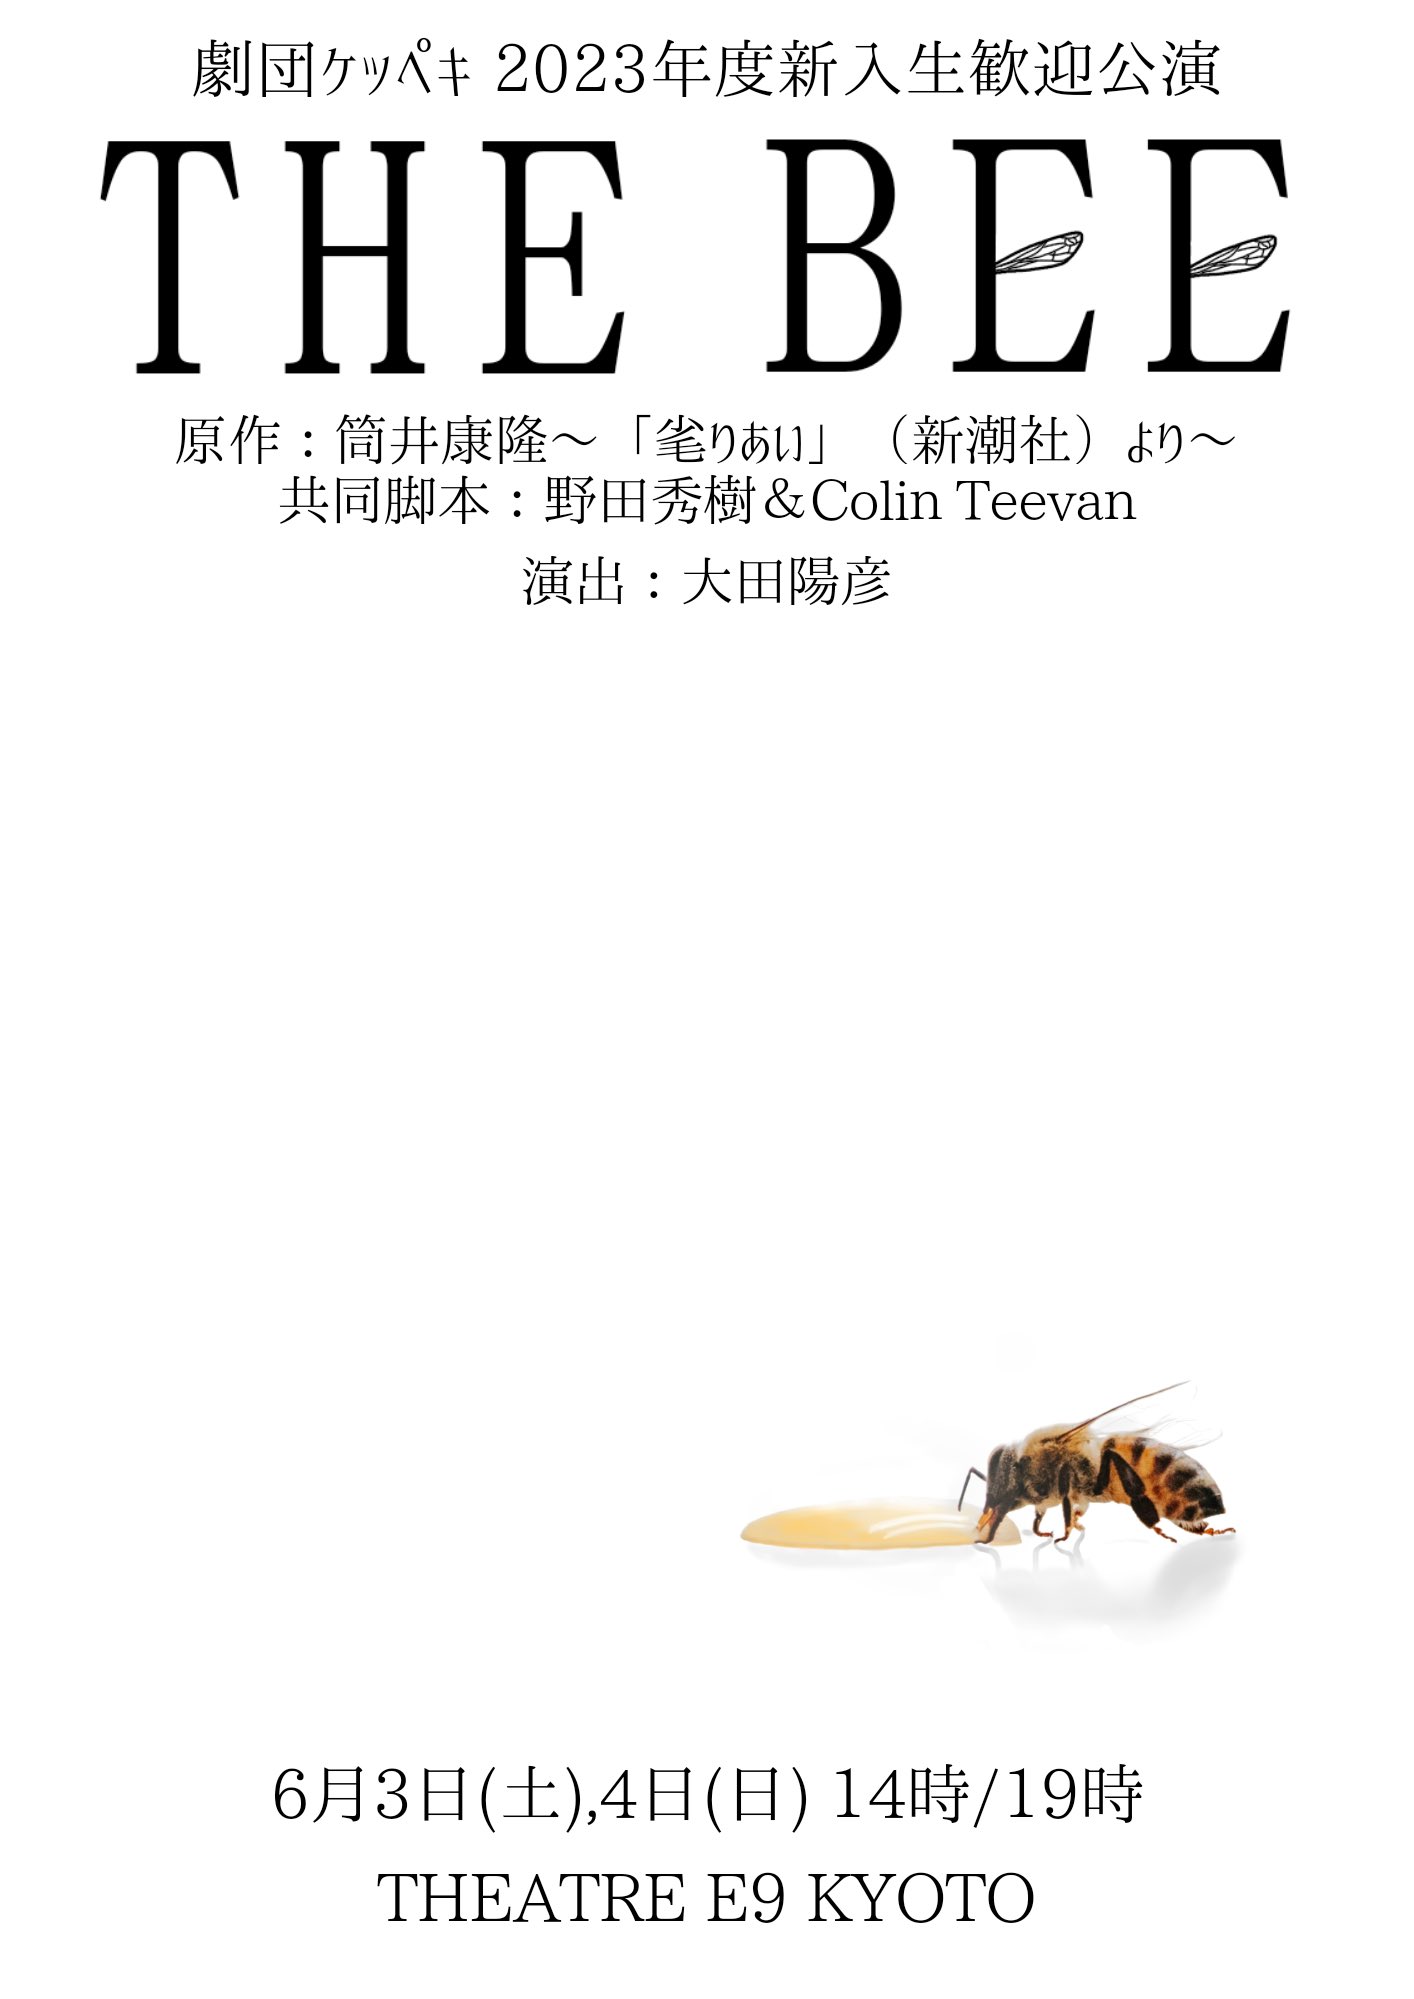 劇団ケッペキ 2023年度新入生歓迎公演
THE BEE
原作：筒井康隆～「毟りあい」（新潮社）より～
共同脚本：野田秀樹＆Colin Teevan
演出：大田陽彦
6月3日(土),4日(日) 14時/19時
THEATRE E9 KYOTO